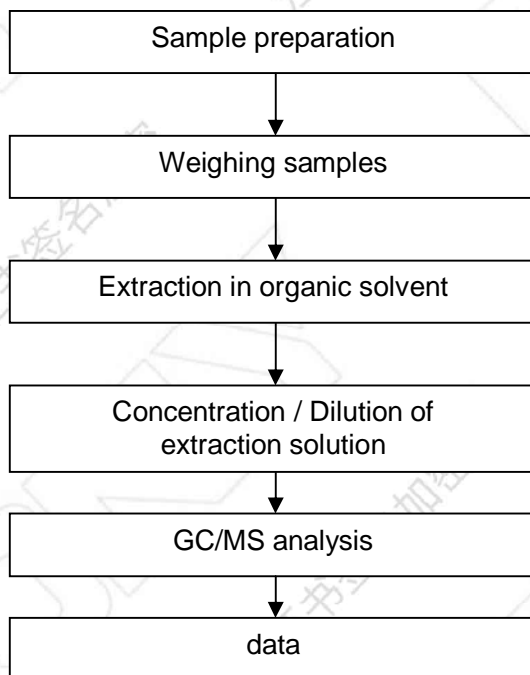 Sample preparation
Weighing samples
Extraction in organic solvent
Concentration / Dilution of
extraction solution
GC/MS analysis
data